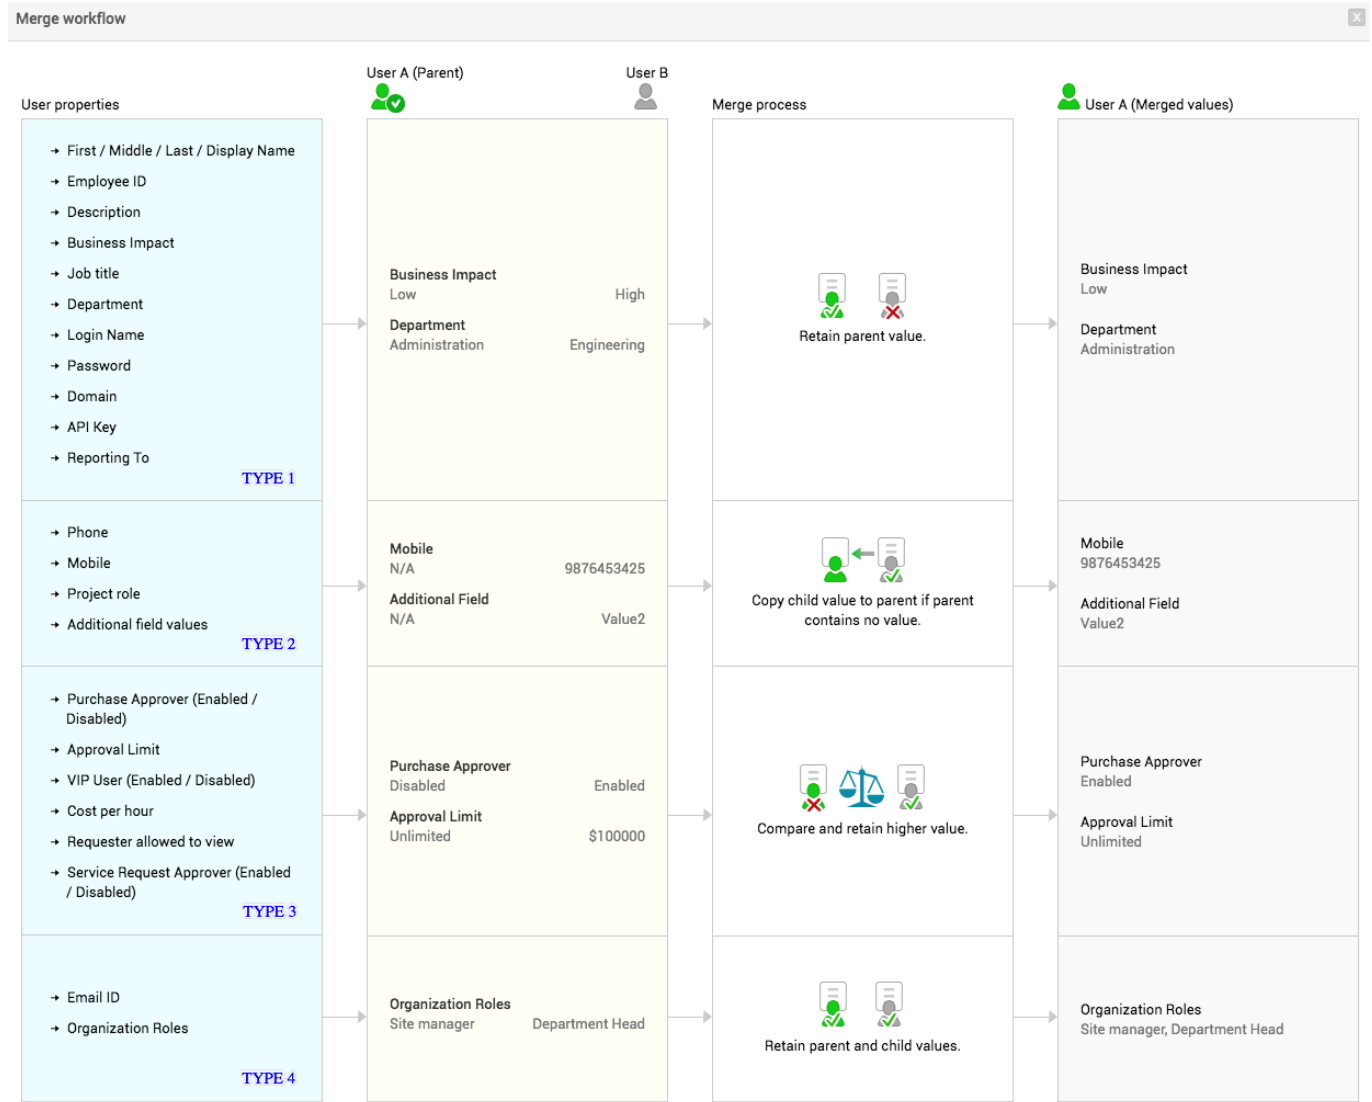 Merge workflow
X
User A (Parent)
User B
User properties
Merge process
User A (Merged values)
→ First / Middle / Last / Display Name
→ Employee ID
→ Description
→ Business Impact
→ Job title
→ Department
→ Login Name
→ Password
→ Domain
→ API Key
→ Reporting To
TYPE 1
Business Impact
Low High
Department
Administration Engineering
Retain parent value.
Business Impact
Low
Department
Administration
→ Phone
→ Mobile
→ Project role
→ Additional field values
TYPE 2
Mobile
N/A 9876453425
Additional Field
N/A Value2
Copy child value to parent if parent
contains no value.
Mobile
9876453425
Additional Field
Value2
→ Purchase Approver (Enabled /
Disabled)
→ Approval Limit
→ VIP User (Enabled / Disabled)
→ Cost per hour
→ Requester allowed to view
→ Service Request Approver (Enabled
/ Disabled)
TYPE 3
Purchase Approver
Disabled Enabled
Approval Limit
Unlimited $100000
Compare and retain higher value.
Purchase Approver
Enabled
Approval Limit
Unlimited
→ Email ID
→ Organization Roles
TYPE 4
Organization Roles
Site manager Department Head
Retain parent and child values.
Organization Roles
Site manager, Department Head